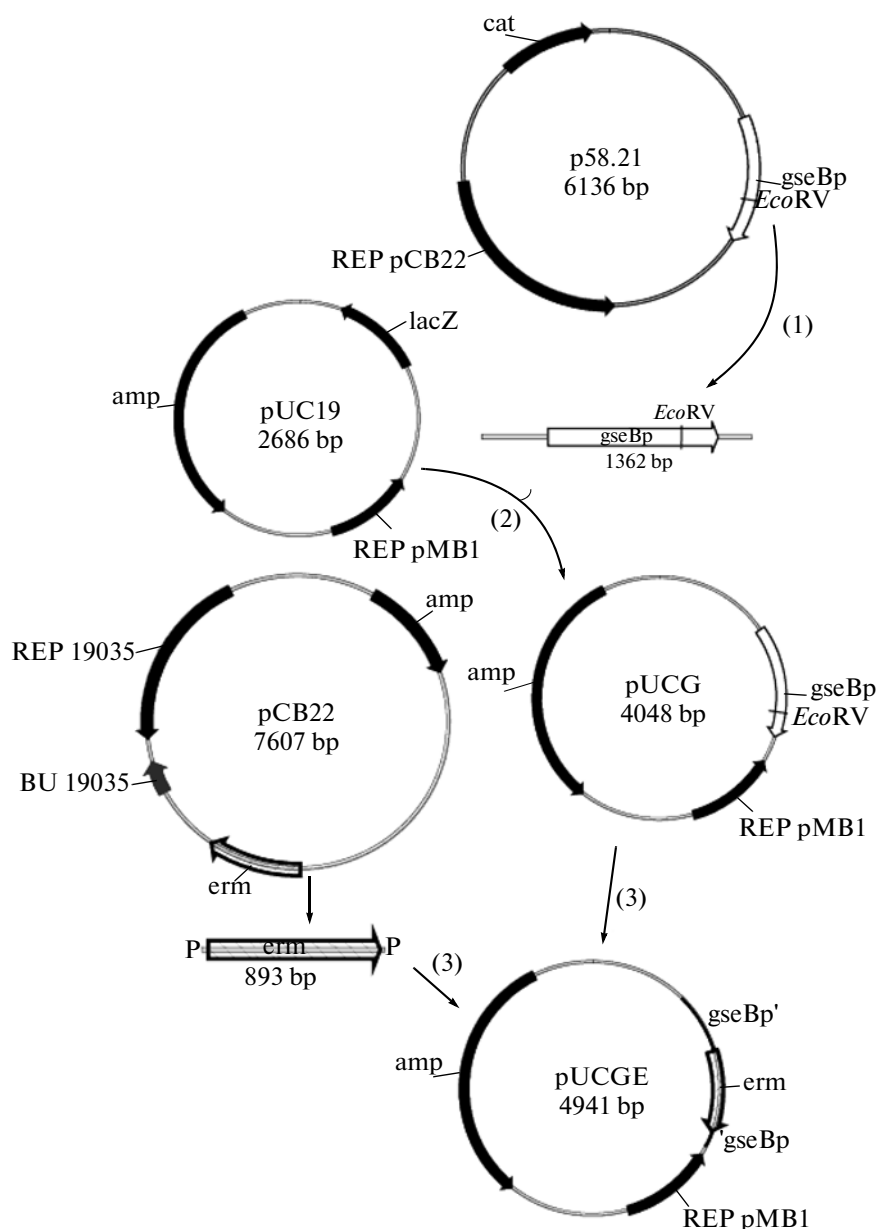 cat
p58.21
6136 bp
gseBp
EcoRV
REP pCB22
(1)
lacZ
amp
pUC19
2686 bp
EcoRV
gseBp
1362 bp
(2)
REP pMB1
amp
REP 19035
amp
pUCG
4048 bp
gseBp
EcoRV
pCB22
7607 bp
BU 19035
REP pMB1
erm
(3)
P erm P
893 bp
(3)
gseBp'
amp
pUCGE
4941 bp
erm
'gseBp
REP pMB1